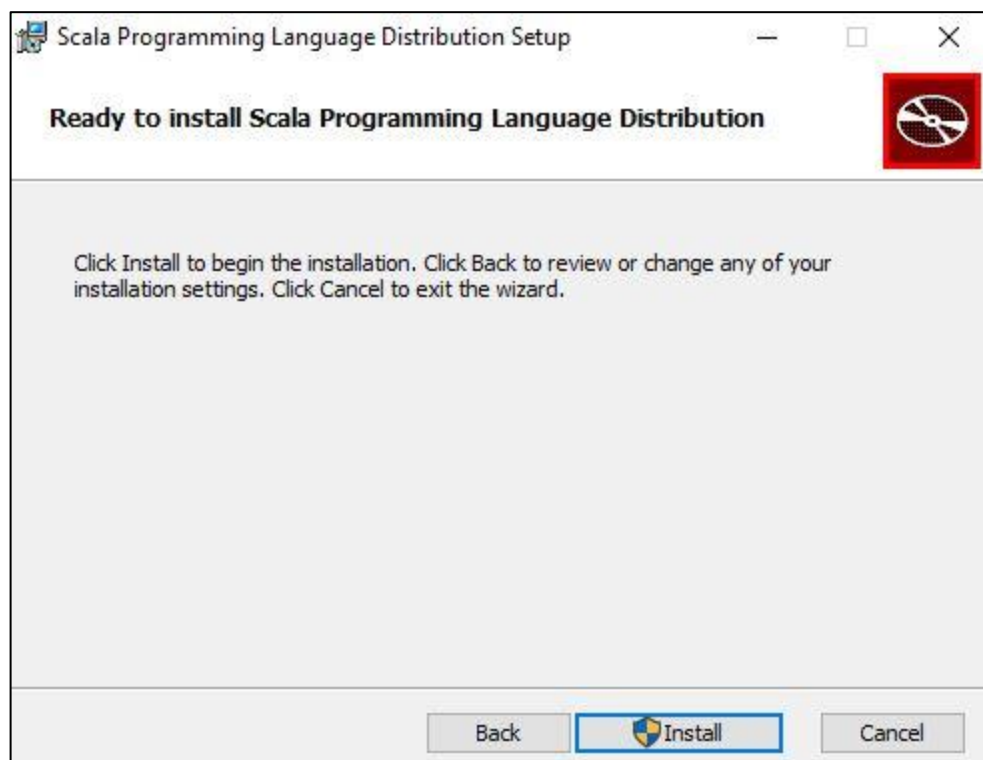 Scala Programming Language Distribution Setup
Ready to install Scala Programming Language Distribution
Click Install to begin the installation. Click Back to review or change any of your
installation settings. Click Cancel to exit the wizard.
Back
Install
Cancel